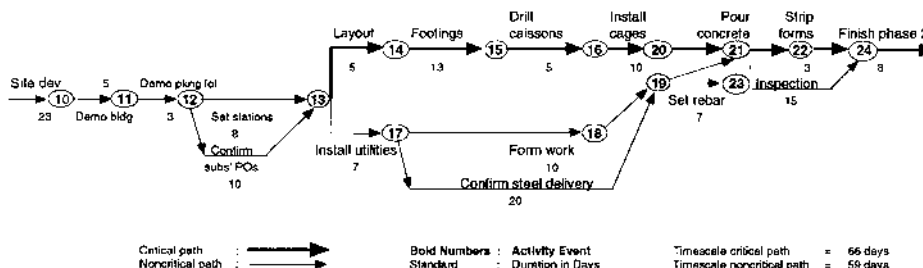 Drill Install Pour Strip
Layout Footings caissons cages concrete forms Finish phase 2
14 15 16 20 21 22 24
5 13 5 10 3 8
Site dev 5 Demo pkng lot 19 23 Inspection
10 11 12 13 Set rebar 15
23 Demo bldg 3 Set stations 7
8
Confirm
subs' POs
10
17 18
Install utilities Form work
7 10
Confirm steel delivery
20
Critical path : Bold Numbers : Activity Event Timescale critical path = 66 days
Noncritical path : Standard : Duration in Days Timescale noncritical path = 59 days